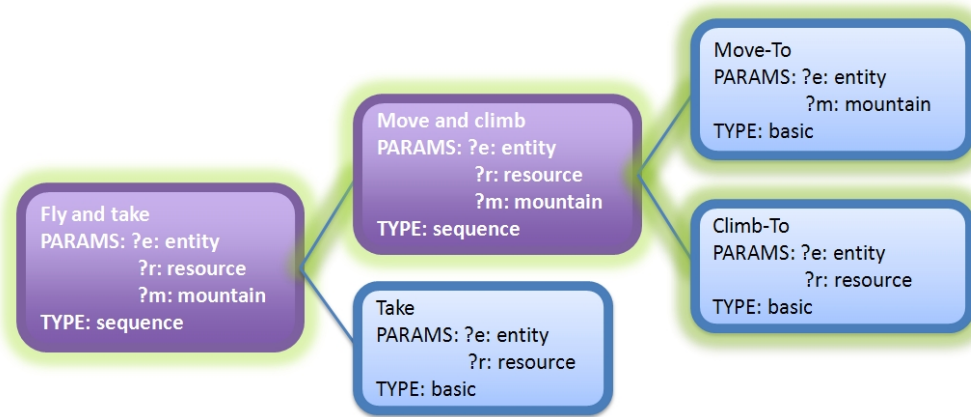 Fly and take
PARAMS: ?e: entity
?r: resource
?m: mountain
TYPE: sequence
Move and climb
PARAMS: ?e: entity
?r: resource
?m: mountain
TYPE: sequence
Take
PARAMS: ?e: entity
?r: resource
TYPE: basic
Move-To
PARAMS: ?e: entity
?m: mountain
TYPE: basic
Climb-To
PARAMS: ?e: entity
?r: resource
TYPE: basic